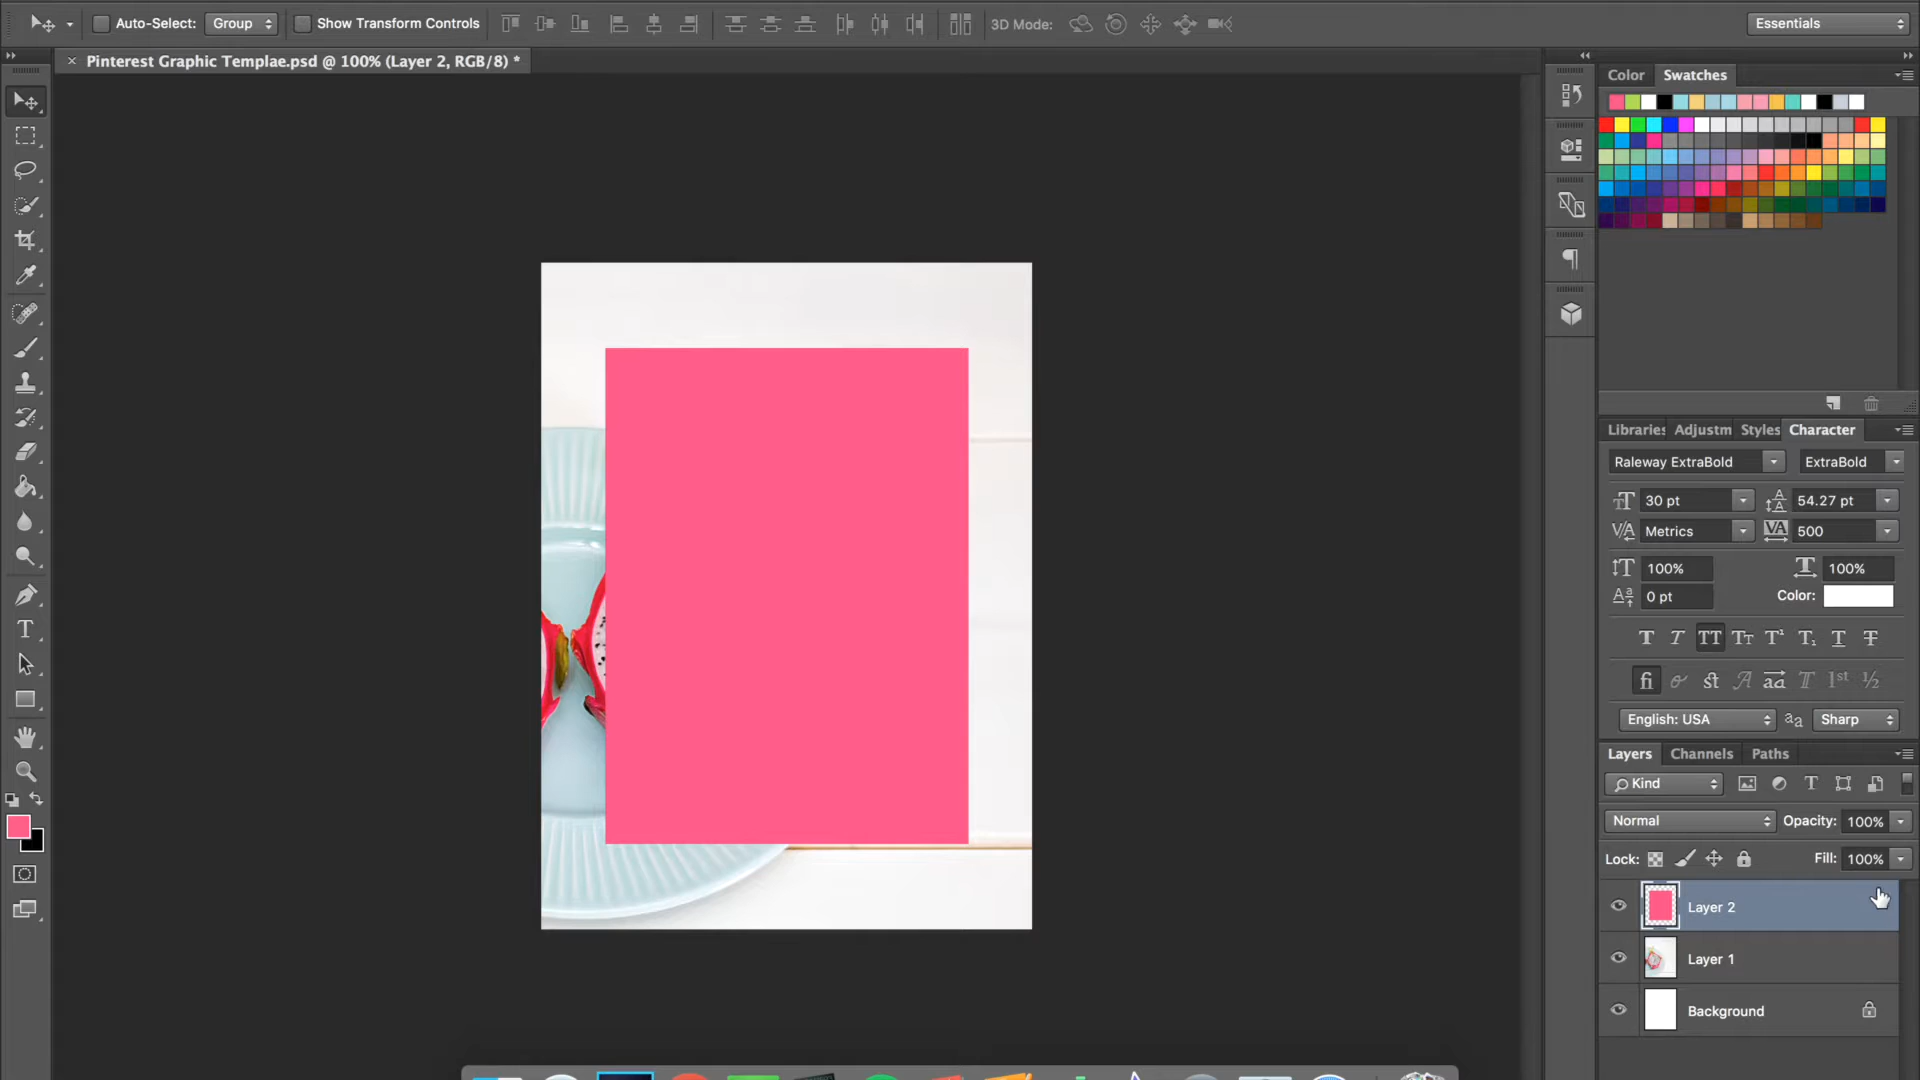 Auto-Select: Group Show Transform Controls 3D Mode: Essentials
× Pinterest Graphic Templae.psd @ 100% (Layer 2, RGB/8) *
Color Swatches
Libraries Adjustm Styles Character
Raleway ExtraBold ExtraBold
30 pt 54.27 pt
Metrics 500
100% 100%
0 pt Color:
English: USA Sharp
Layers Channels Paths
Kind
Normal Opacity: 100%
Lock: Fill: 100%
Layer 2
Layer 1
Background